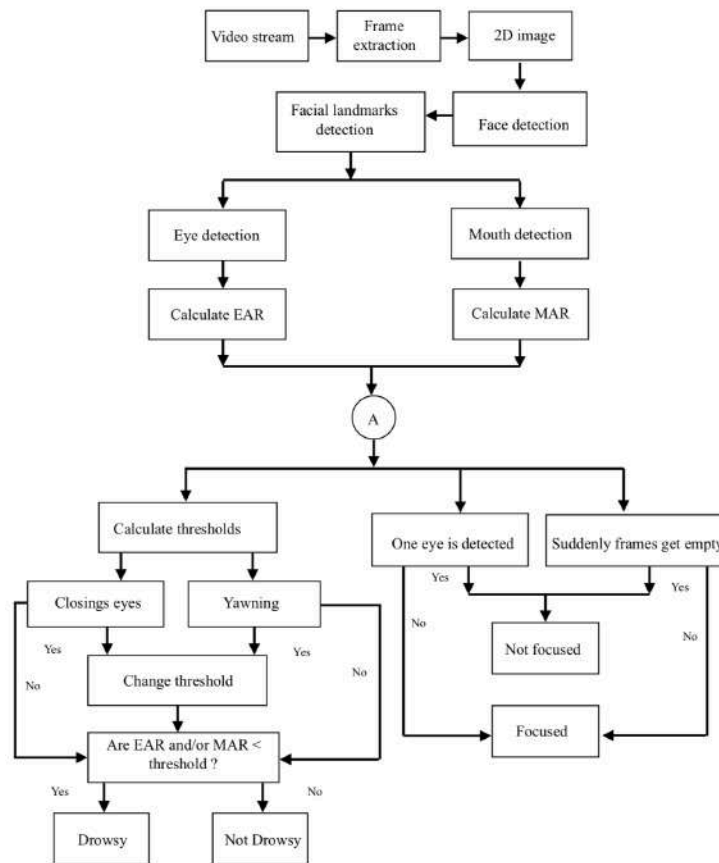 Video stream
Frame
extraction
2D image
Facial landmarks
detection
Face detection
Eye detection
Mouth detection
Calculate EAR
Calculate MAR
A
Calculate thresholds
One eye is detected
Suddenly frames get empty
Closings eyes
Yawning
Yes
Yes
No
No
Not focused
Yes
Yes
No
No
Change threshold
Focused
Are EAR and/or MAR <
threshold ?
Yes
No
Drowsy
Not Drowsy